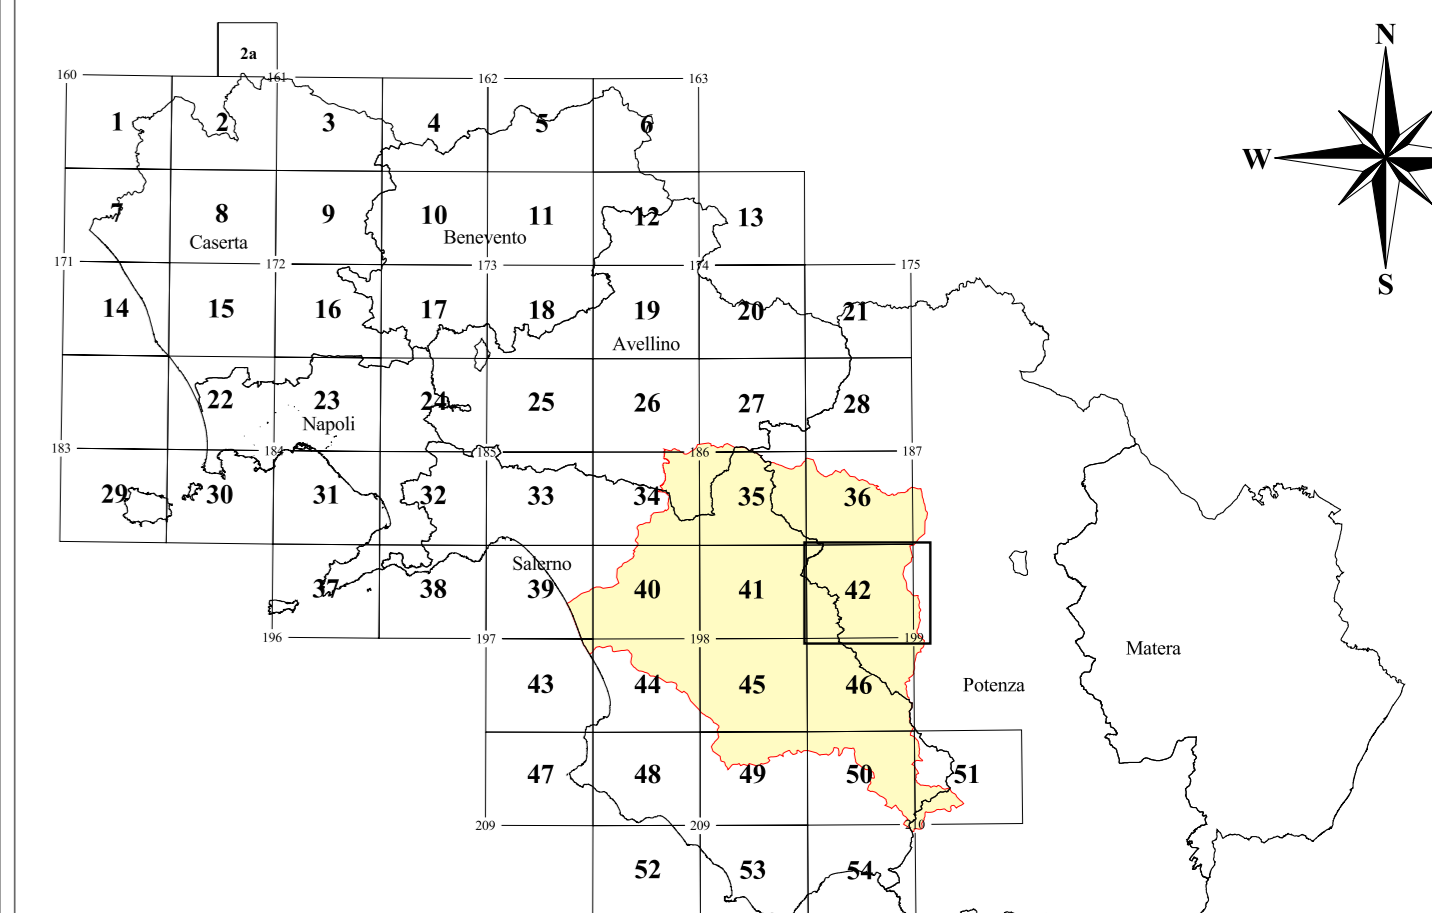 N
2a
160 161 162 163
1 2 3 4 5 6
W
7 8 9 10 11 12 13
Caserta Benevento
171 172 173 174 175
S
14 15 16 17 18 19 20 21
Avellino
22 23 24 25 26 27 28
Napoli
183 184 185 186 187
29 30 31 32 33 34 35 36
Salerno
37 38 39 40 41 42
196 197 198 199
Matera
43 44 45 46 Potenza
47 48 49 50 51
209 209 210
52 53 54